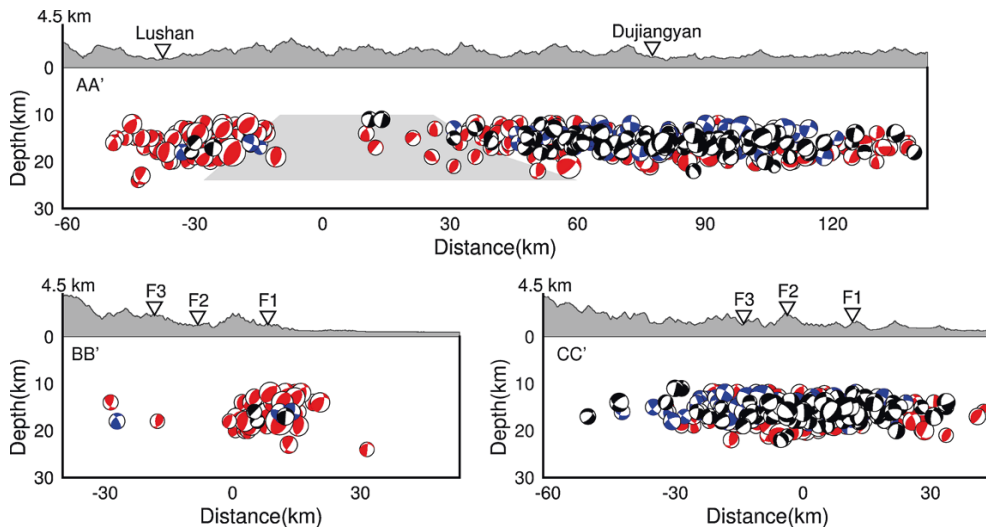 4.5 km
Lushan
Dujiangyan
0
AA'
10
20
30
Depth(km)
-60 -30 0 30 60 90 120
Distance(km)
4.5 km
F3 F2 F1
0
BB'
10
20
30
Depth(km)
-30 0 30
Distance(km)
4.5 km
F3 F2 F1
0
CC'
10
20
30
Depth(km)
-60 -30 0 30
Distance(km)